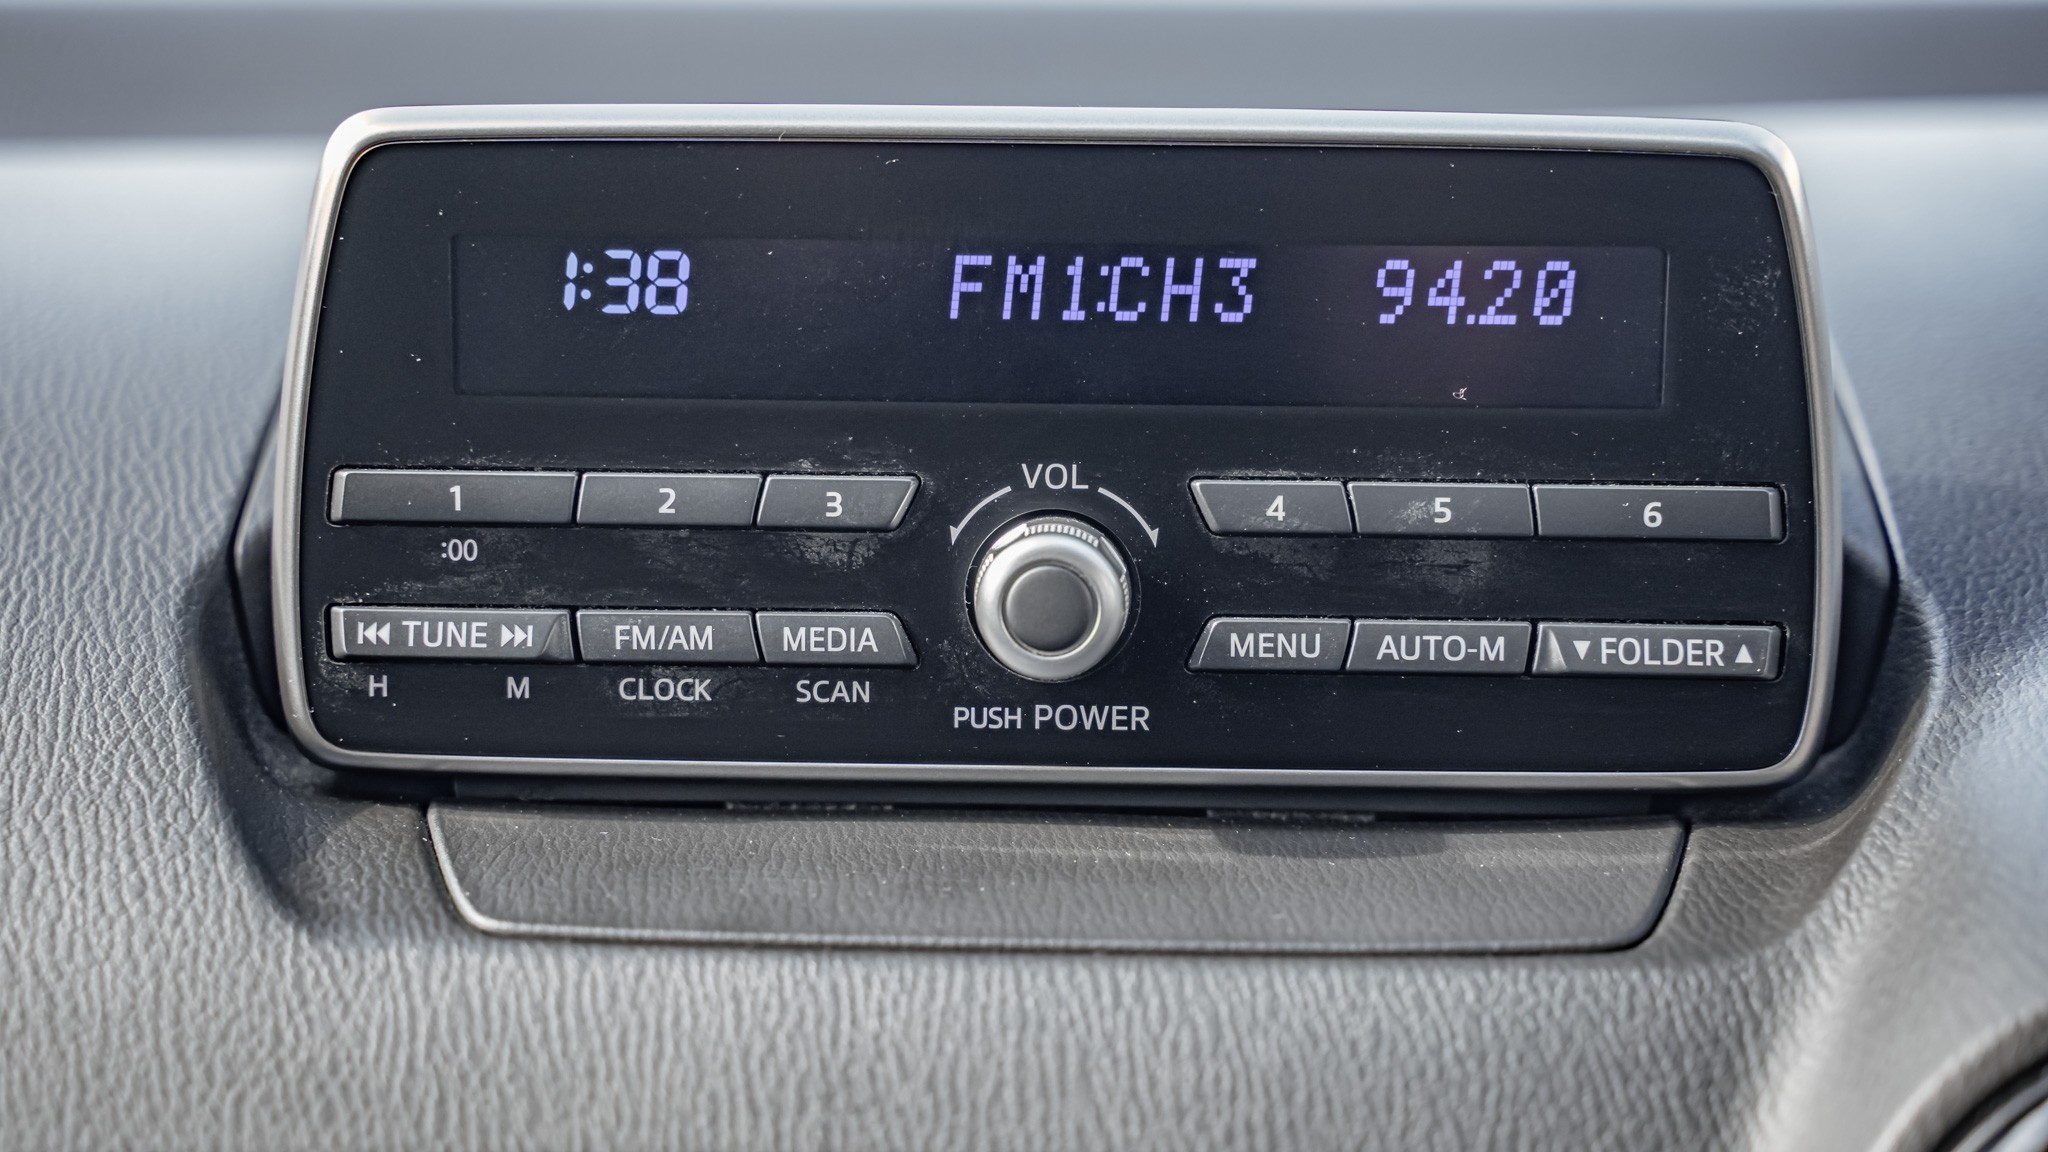 1:38 FM1:CH3 94.20
VOL
1 2 3 4 5 6
:00
⏮ TUNE ⏭ FM/AM MEDIA MENU AUTO-M ▼ FOLDER ▲
H M CLOCK SCAN
PUSH POWER